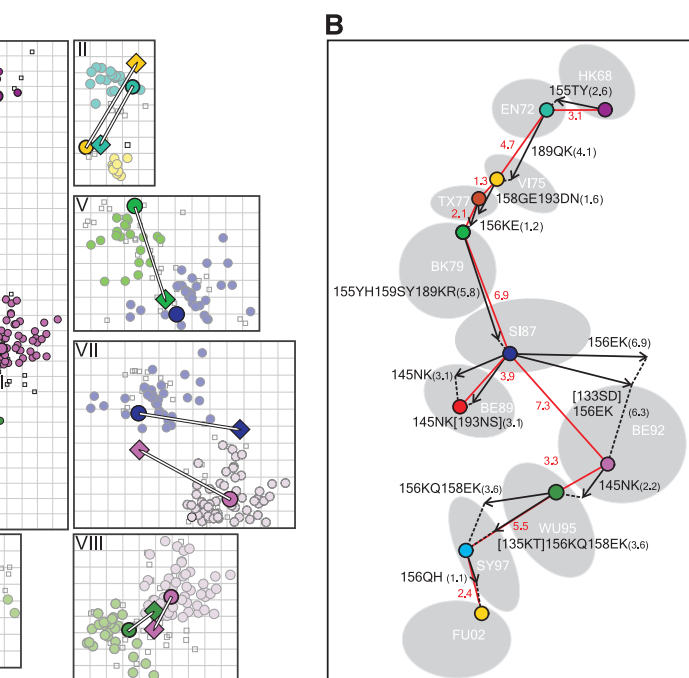 B
II
V
VII
VIII
I
HK68
155TY(2.6)
EN72
3.1
4.7
189QK(4.1)
1.3
VI75
TX77
158GE193DN(1.6)
2.1
156KE(1.2)
BK79
155YH159SY189KR(5.8)
6.9
SI87
156EK(6.9)
145NK(3.1)
3.9
[133SD]
156EK
(6.3)
7.3
BE89
145NK[193NS](3.1)
BE92
3.3
145NK(2.2)
156KQ158EK(3.6)
5.5
WU95
[135KT]156KQ158EK(3.6)
SY97
156QH (1.1)
2.4
FU02